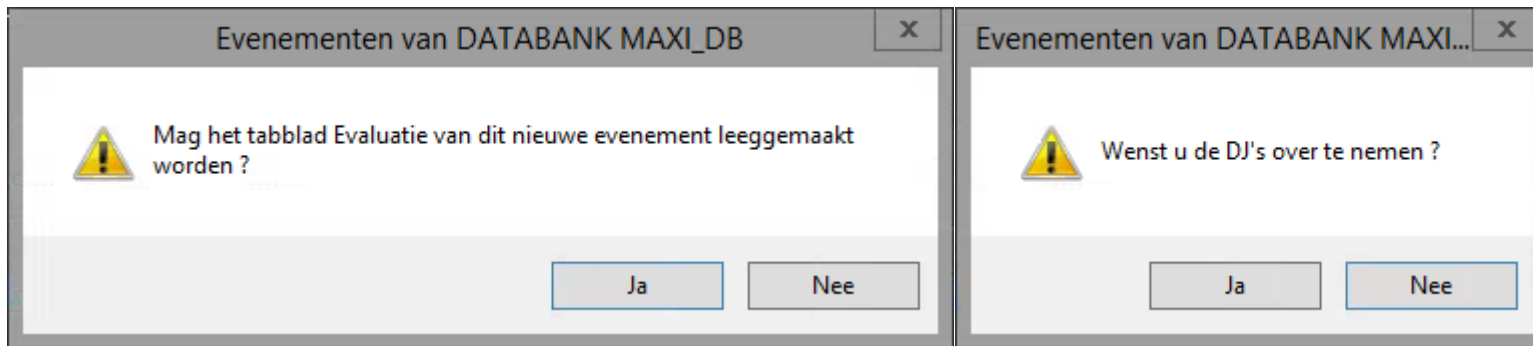 Evenementen van DATABANK MAXI_DB
x
Mag het tabblad Evaluatie van dit nieuwe evenement leeggemaakt
worden ?
Ja
Nee
Evenementen van DATABANK MAXI...
x
Wenst u de DJ's over te nemen ?
Ja
Nee